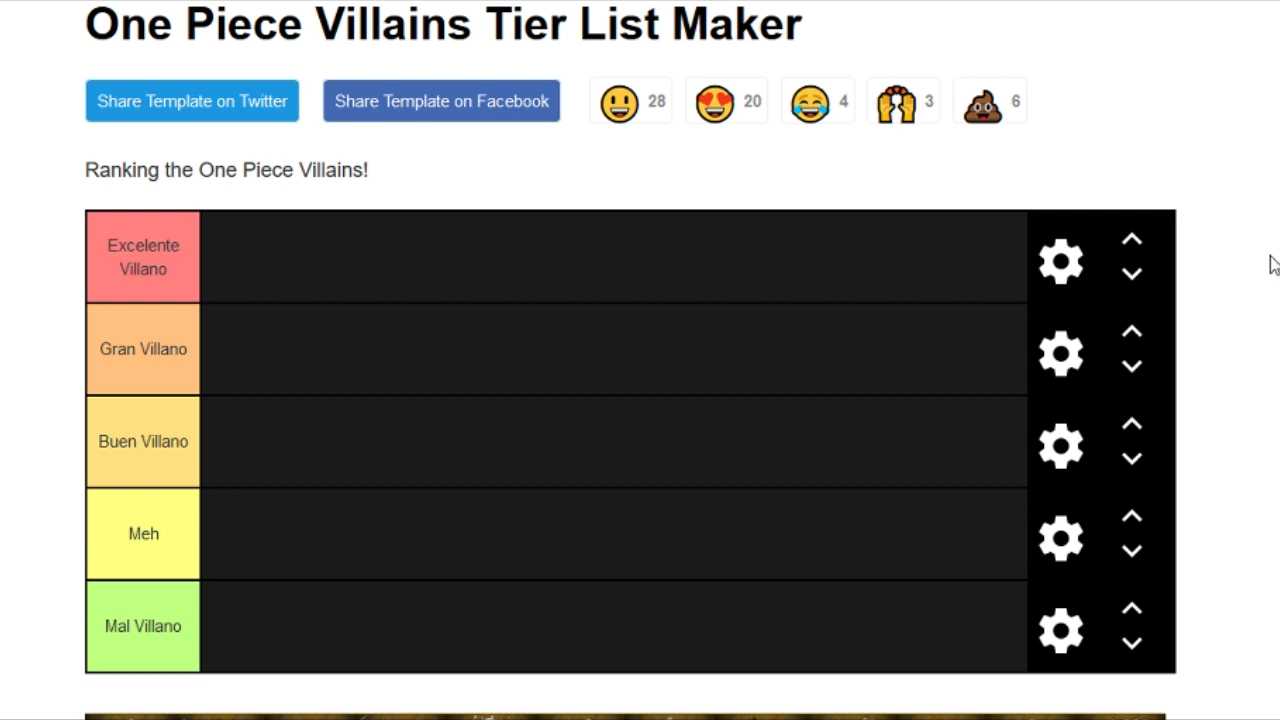 One Piece Villains Tier List Maker
Share Template on Twitter
Share Template on Facebook
28
20
4
3
6
Ranking the One Piece Villains!
Excelente
Villano
Gran Villano
Buen Villano
Meh
Mal Villano